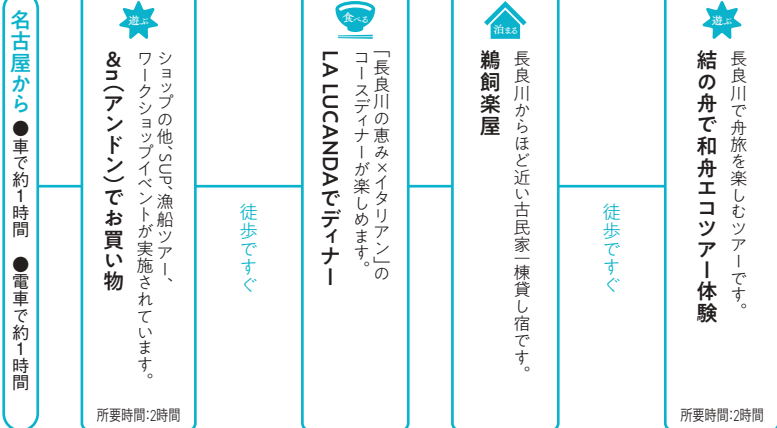 名古屋から ●車で約1時間 ●電車で約1時間
遊ぶ
ショップの他、SUP、漁船ツアー、
ワークショップイベントが実施されています。
&n(アンドン)でお買い物
所要時間:2時間
徒歩ですぐ
食べる
「長良川の恵み×イタリアン」の
コースディナーが楽しめます。
LA LUCANDAでディナー
泊まる
長良川からほど近い古民家一棟貸し宿です。
鵜飼楽屋
徒歩ですぐ
遊ぶ
長良川で舟旅を楽しむツアーです。
結の舟で和舟エコツアー体験
所要時間:2時間